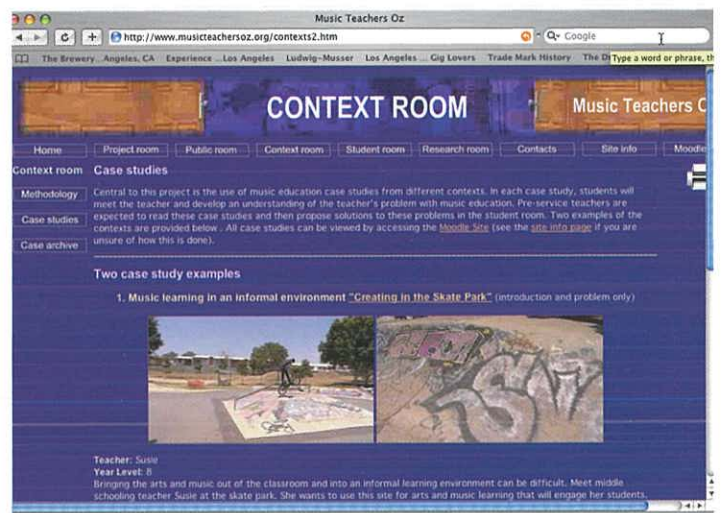 Music Teachers Oz
http://www.musicteachersoz.org/contexts2.htm
Google
The Brewery...Angeles, CA Experience ...Los Angeles Ludwig-Musser Los Angeles ... Gig Lovers Trade Mark History The Di
Type a word or phrase, th
CONTEXT ROOM
Music Teachers O
Home Project room Public room Context room Student room Research room Contacts Site info Moodle
Context room
Methodology
Case studies
Case archive
Case studies
Central to this project is the use of music education case studies from different contexts. In each case study, students will
meet the teacher and develop an understanding of the teacher's problem with music education. Pre-service teachers are
expected to read these case studies and then propose solutions to these problems in the student room. Two examples of the
contexts are provided below . All case studies can be viewed by accessing the Moodle Site (see the site info page if you are
unsure of how this is done).
Two case study examples
1. Music learning in an informal environment "Creating in the Skate Park" (introduction and problem only)
Teacher: Susie
Year Level: 8
Bringing the arts and music out of the classroom and into an informal learning environment can be difficult. Meet middle
schooling teacher Susie at the skate park. She wants to use this site for arts and music learning that will engage her students.